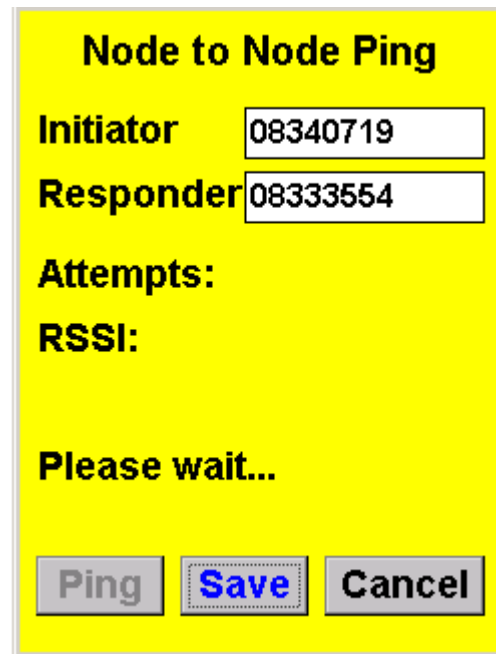 Node to Node Ping
Initiator 08340719
Responder 08333554
Attempts:
RSSI:
Please wait...
Ping Save Cancel